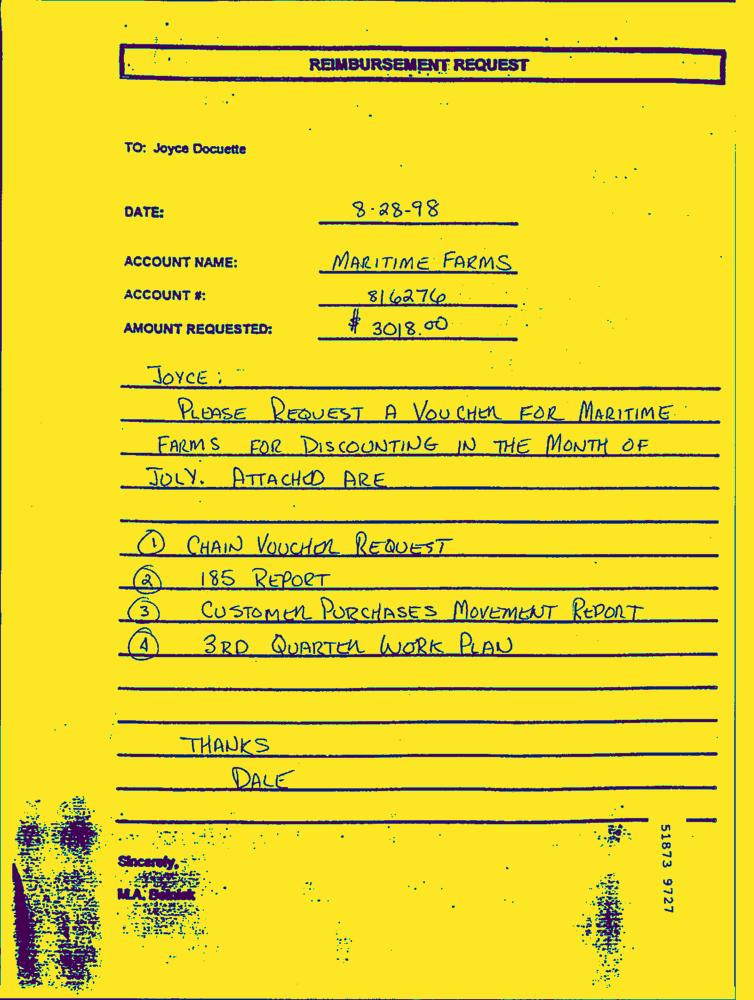 REIMBURSEMENT REQUEST
TO: Joyce Docuette
DATE: 8-28-98
ACCOUNT NAME: MARITIME FARMS
ACCOUNT #: 816276
AMOUNT REQUESTED: $ 3018.00
JOYCE:
PLEASE REQUEST A VOUCHER FOR MARITIME
FARMS FOR DISCOUNTING IN THE MONTH OF
JULY. ATTACHED ARE
1 CHAIN VOUCHER REQUEST
2 185 REPORT
3 CUSTOMER PURCHASES MOVEMENT REPORT
4 3RD QUARTER WORK PLAN
THANKS
DALE
Sincerely,
M.A.
51873 9727